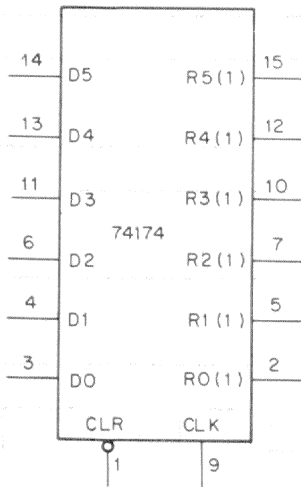 14 D5 R5(1) 15
13 D4 R4(1) 12
11 D3 R3(1) 10
74174
6 D2 R2(1) 7
4 D1 R1(1) 5
3 D0 R0(1) 2
CLR CLK
1 9